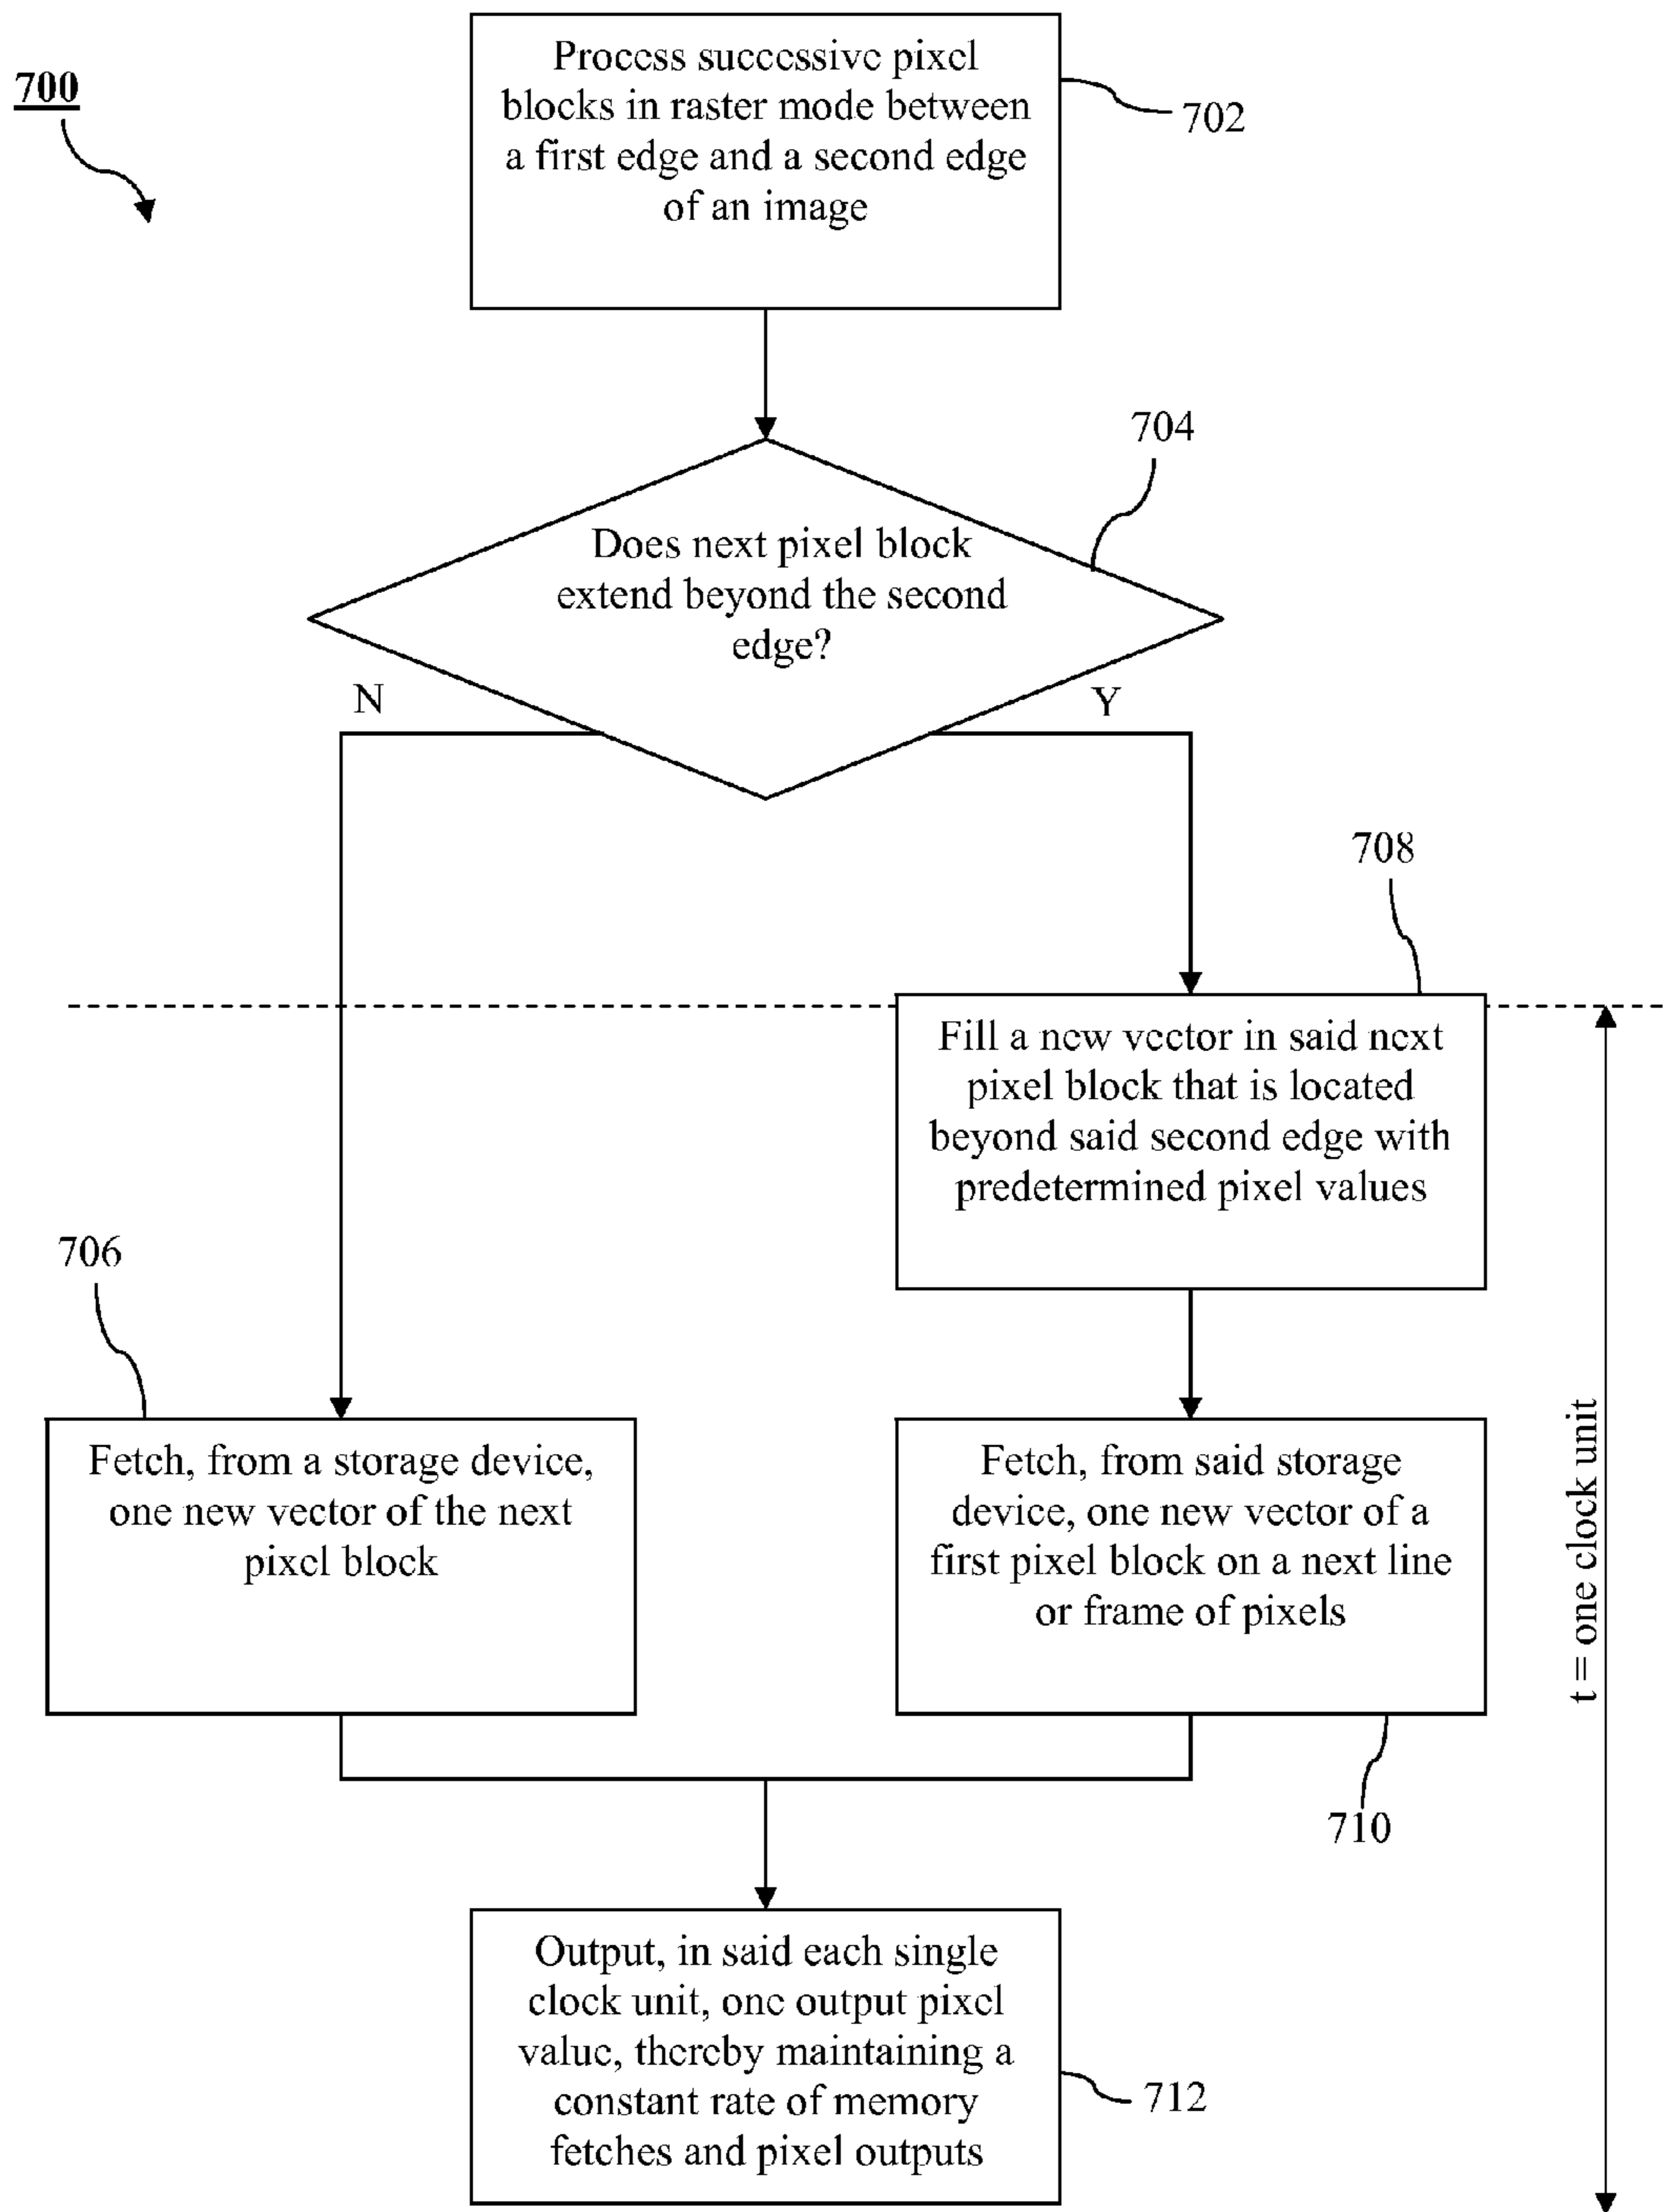 700
Process successive pixel
blocks in raster mode between
a first edge and a second edge
of an image
702
704
Does next pixel block
extend beyond the second
edge?
N
Y
708
Fill a new vector in said next
pixel block that is located
beyond said second edge with
predetermined pixel values
706
Fetch, from a storage device,
one new vector of the next
pixel block
Fetch, from said storage
device, one new vector of a
first pixel block on a next line
or frame of pixels
t = one clock unit
710
Output, in said each single
clock unit, one output pixel
value, thereby maintaining a
constant rate of memory
fetches and pixel outputs
712